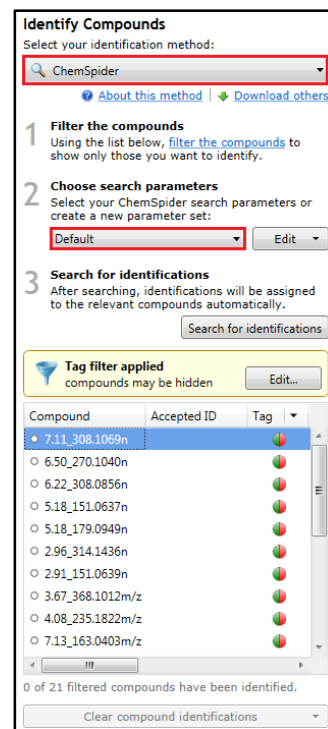 Identify Compounds
Select your identification method:
ChemSpider
About this method | Download others
1 Filter the compounds
Using the list below, filter the compounds to
show only those you want to identify.
2 Choose search parameters
Select your ChemSpider search parameters or
create a new parameter set:
Default Edit
3 Search for identifications
After searching, identifications will be assigned
to the relevant compounds automatically.
Search for identifications
Tag filter applied
compounds may be hidden
Edit...
Compound Accepted ID Tag
7.11_308.1069n
6.50_270.1040n
6.22_308.0856n
5.18_151.0637n
5.18_179.0949n
2.96_314.1436n
2.91_151.0639n
3.67_368.1012m/z
4.08_235.1822m/z
7.13_163.0403m/z
0 of 21 filtered compounds have been identified.
Clear compound identifications